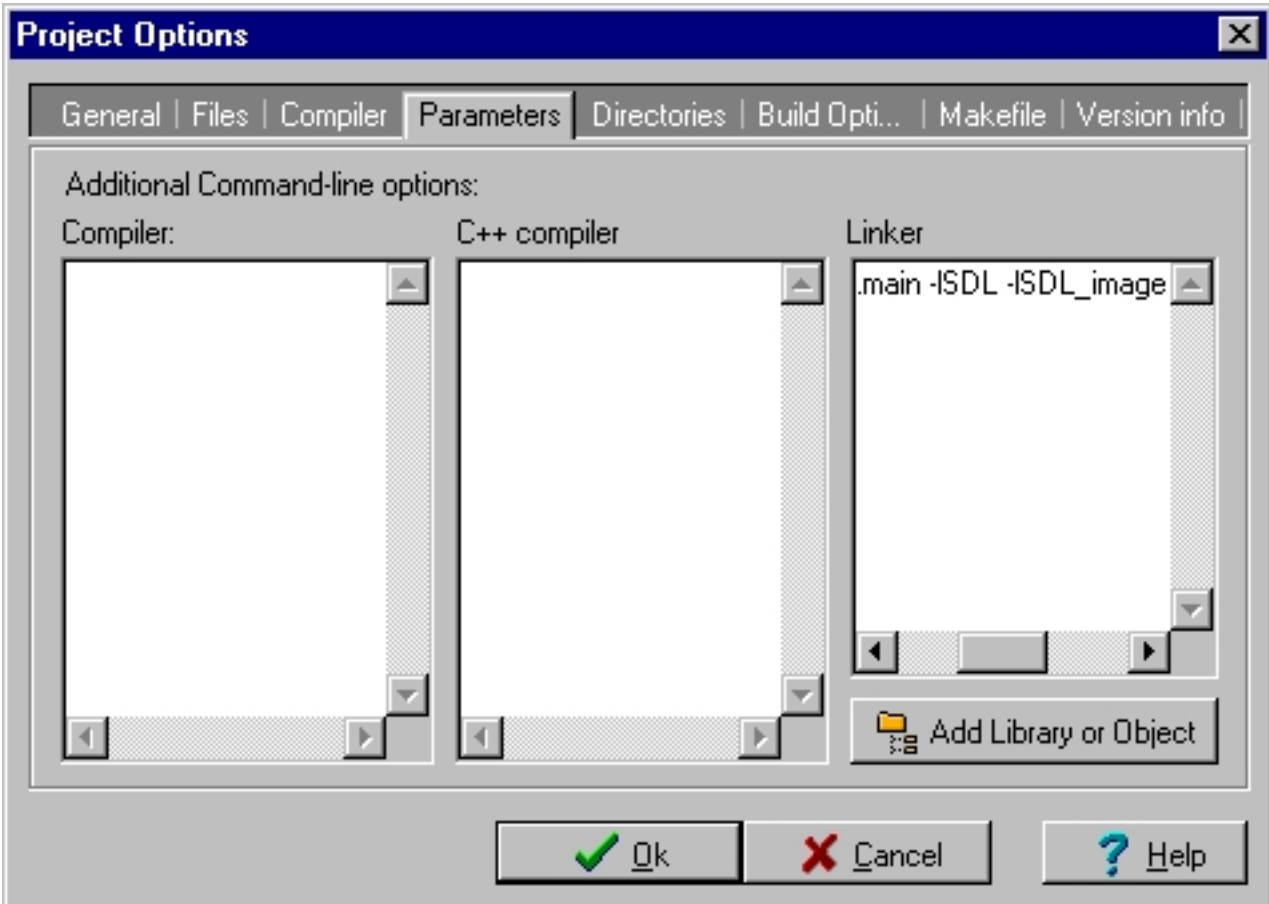 Project Options
General | Files | Compiler Parameters Directories | Build Opti... | Makefile | Version info |
Additional Command-line options:
Compiler: C++ compiler Linker
.main -lSDL -lSDL_image
Add Library or Object
Ok Cancel Help